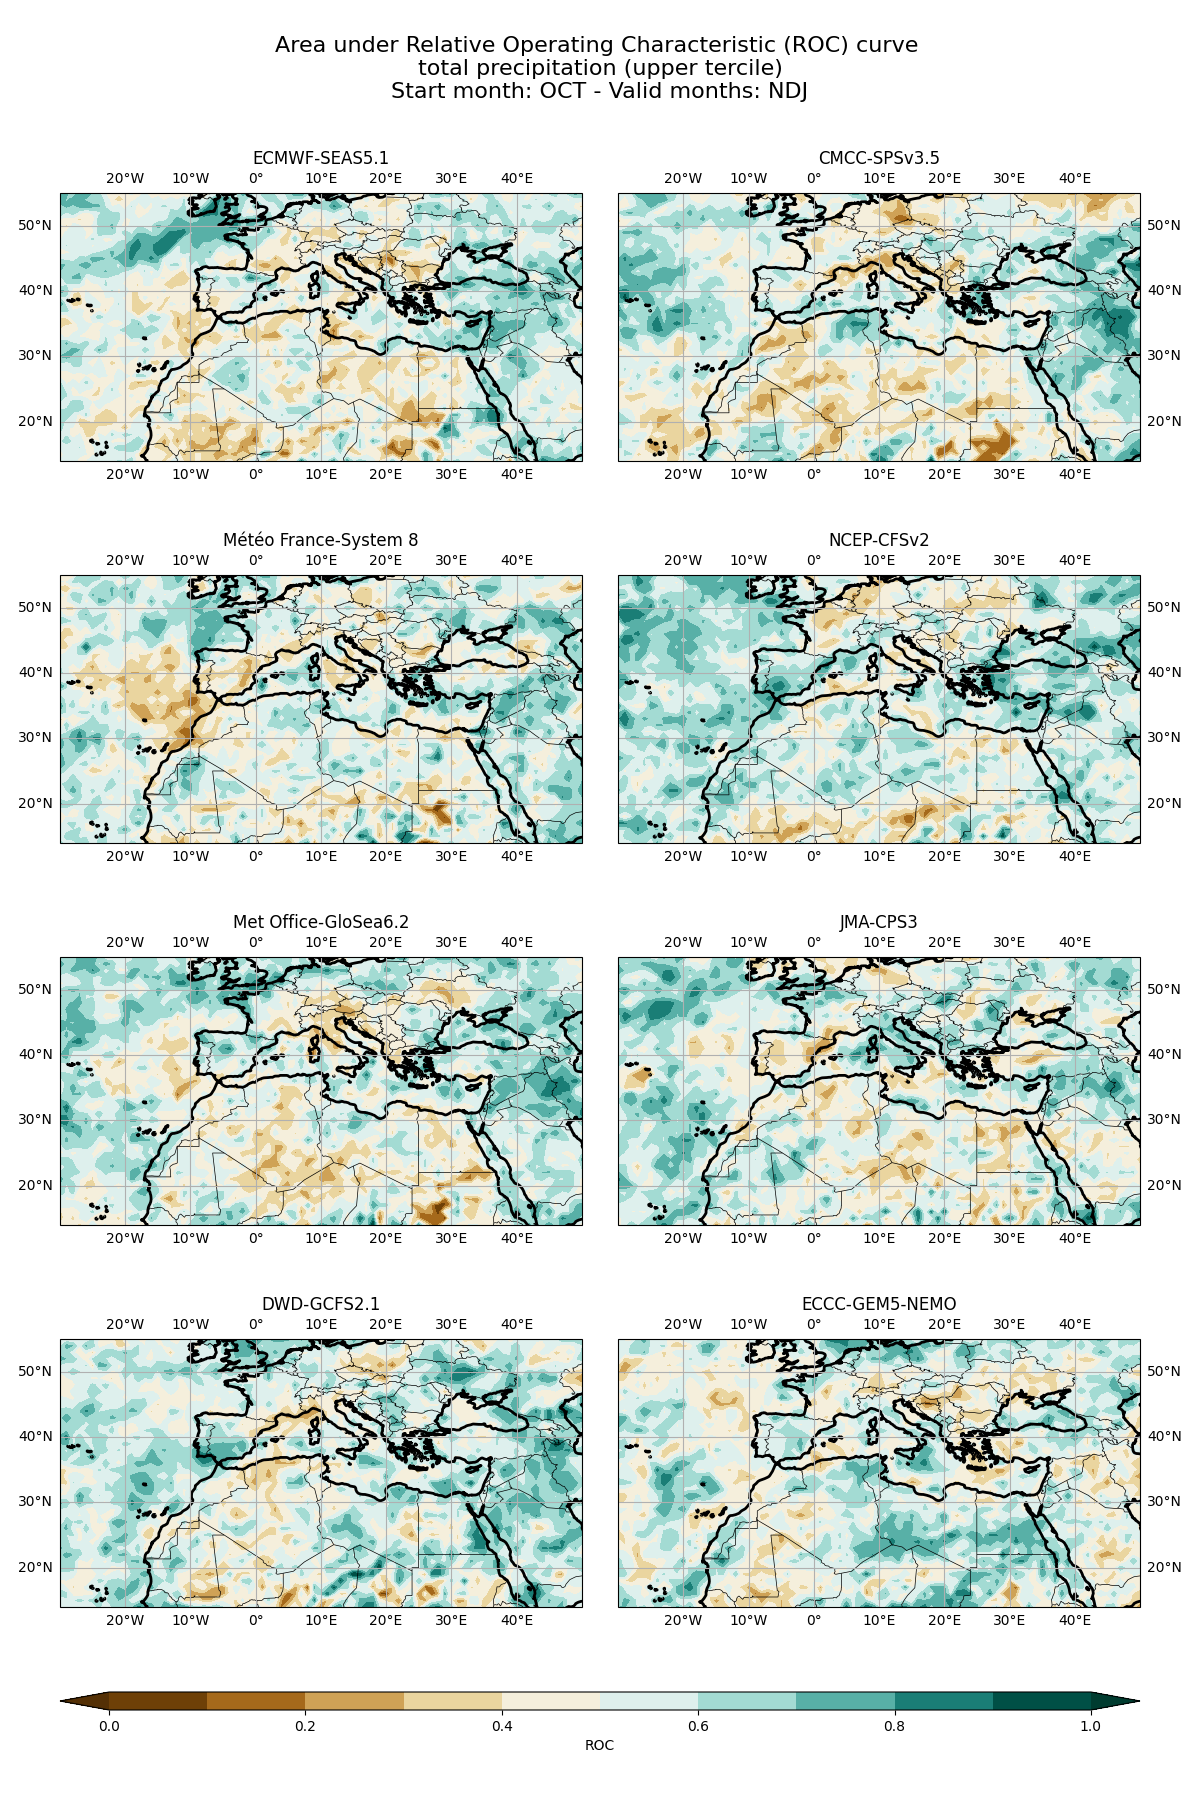 Area under Relative Operating Characteristic (ROC) curve
total precipitation (upper tercile)
Start month: OCT - Valid months: NDJ
ECMWF-SEAS5.1
20°W 10°W 0° 10°E 20°E 30°E 40°E
50°N
40°N
30°N
20°N
20°W 10°W 0° 10°E 20°E 30°E 40°E
CMCC-SPSv3.5
20°W 10°W 0° 10°E 20°E 30°E 40°E
50°N
40°N
30°N
20°N
20°W 10°W 0° 10°E 20°E 30°E 40°E
Météo France-System 8
20°W 10°W 0° 10°E 20°E 30°E 40°E
50°N
40°N
30°N
20°N
20°W 10°W 0° 10°E 20°E 30°E 40°E
NCEP-CFSv2
20°W 10°W 0° 10°E 20°E 30°E 40°E
50°N
40°N
30°N
20°N
20°W 10°W 0° 10°E 20°E 30°E 40°E
Met Office-GloSea6.2
20°W 10°W 0° 10°E 20°E 30°E 40°E
50°N
40°N
30°N
20°N
20°W 10°W 0° 10°E 20°E 30°E 40°E
JMA-CPS3
20°W 10°W 0° 10°E 20°E 30°E 40°E
50°N
40°N
30°N
20°N
20°W 10°W 0° 10°E 20°E 30°E 40°E
DWD-GCFS2.1
20°W 10°W 0° 10°E 20°E 30°E 40°E
50°N
40°N
30°N
20°N
20°W 10°W 0° 10°E 20°E 30°E 40°E
ECCC-GEM5-NEMO
20°W 10°W 0° 10°E 20°E 30°E 40°E
50°N
40°N
30°N
20°N
20°W 10°W 0° 10°E 20°E 30°E 40°E
0.0 0.2 0.4 0.6 0.8 1.0
ROC